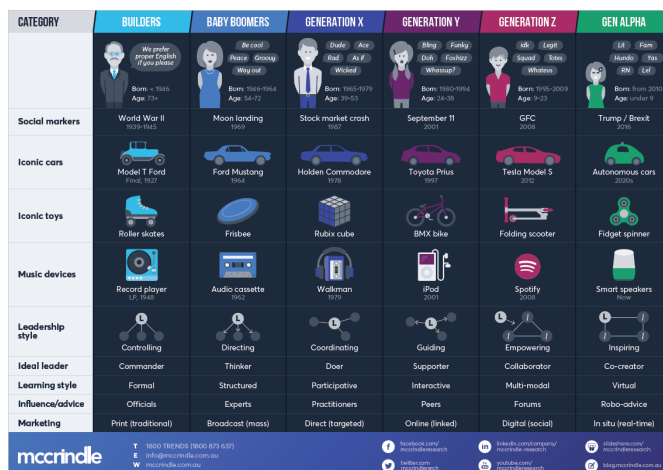 CATEGORY BUILDERS BABY BOOMERS GENERATION X GENERATION Y GENERATION Z GEN ALPHA
We prefer
proper English
if you please
Born: < 1946
Age: 73+
Be cool
Peace Groovy
Way out
Born: 1946-1964
Age: 54-72
Dude Ace
Rad As if
Wicked
Born: 1965-1979
Age: 39-53
Bling Funky
Doh Foshizz
Whassup?
Born: 1980-1994
Age: 24-38
idk Legit
Squad Totes
Whateus
Born: 1995-2009
Age: 9-23
Lit Fam
Hundo Yas
RN Lel
Born: from 2010
Age: under 9
Social markers World War II Moon landing Stock market crash September 11 GFC Trump / Brexit
1939-1945 1969 1987 2001 2008 2016
Iconic cars Model T Ford Ford Mustang Holden Commodore Toyota Prius Tesla Model S Autonomous cars
Final, 1927 1964 1978 1997 2012 2020s
Iconic toys
Roller skates Frisbee Rubix cube BMX bike Folding scooter Fidget spinner
Music devices
Record player Audio cassette Walkman iPod Spotify Smart speakers
LP, 1948 1962 1979 2001 2008 Now
Leadership
style
L L L L L L
Controlling Directing Coordinating Guiding Empowering Inspiring
Ideal leader Commander Thinker Doer Supporter Collaborator Co-creator
Learning style Formal Structured Participative Interactive Multi-modal Virtual
Influence/advice Officials Experts Practitioners Peers Forums Robo-advice
Marketing Print (traditional) Broadcast (mass) Direct (targeted) Online (linked) Digital (social) In situ (real-time)
mccrindle
T 1800 TRENDS (1800 873 637)
E info@mccrindle.com.au
W mccrindle.com.au
facebook.com/
mccrindleresearch
twitter.com
mccrindleresrch
linkedin.com/company/
mccrindle-research
youtube.com/
mccrindleresearch
slideshare.com/
mccrindleresearch
blog.mccrindle.com.au